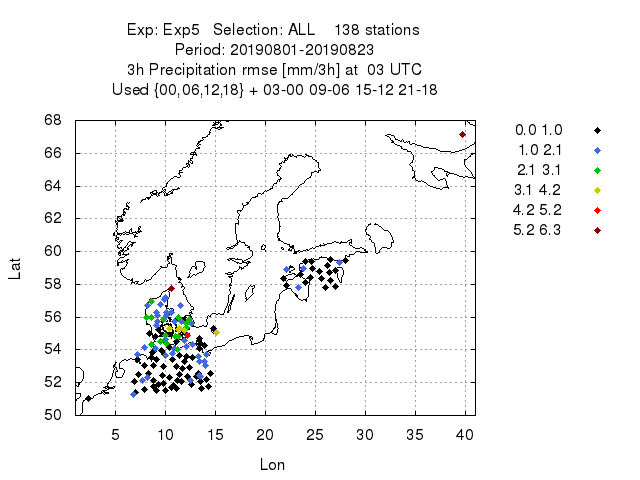 Exp: Exp5 Selection: ALL 138 stations
Period: 20190801-20190823
3h Precipitation rmse [mm/3h] at 03 UTC
Used {00,06,12,18} + 03-00 09-06 15-12 21-18
68
66
64
62
60
58
56
54
52
50
Lat
5 10 15 20 25 30 35 40
Lon
0.0 1.0
1.0 2.1
2.1 3.1
3.1 4.2
4.2 5.2
5.2 6.3